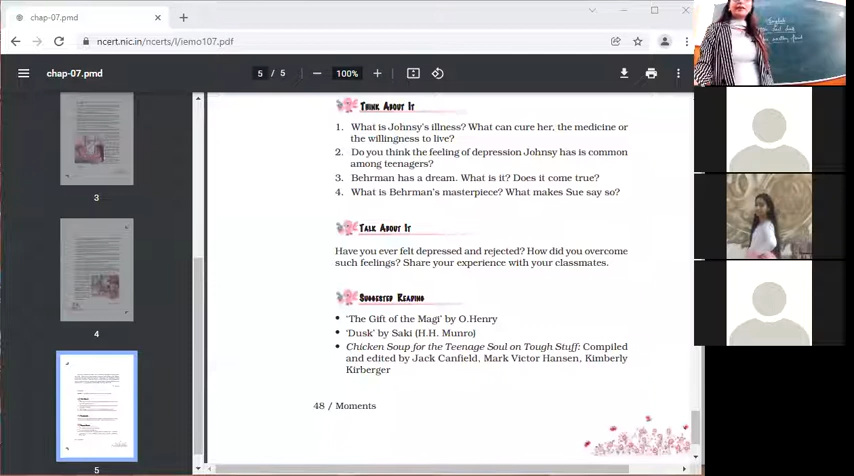 chap-07.pmd
ncert.nic.in/ncerts/l/iemo107.pdf
chap-07.pmd
5 / 5
100%
THINK ABOUT IT
1. What is Johnsy's illness? What can cure her, the medicine or
the willingness to live?
2. Do you think the feeling of depression Johnsy has is common
among teenagers?
3. Behrman has a dream. What is it? Does it come true?
4. What is Behrman's masterpiece? What makes Sue say so?
TALK ABOUT IT
Have you ever felt depressed and rejected? How did you overcome
such feelings? Share your experience with your classmates.
SUGGESTED READING
• 'The Gift of the Magi' by O.Henry
• 'Dusk' by Saki (H.H. Munro)
• Chicken Soup for the Teenage Soul on Tough Stuff: Compiled
and edited by Jack Canfield, Mark Victor Hansen, Kimberly
Kirberger
48 / Moments
3
4
5